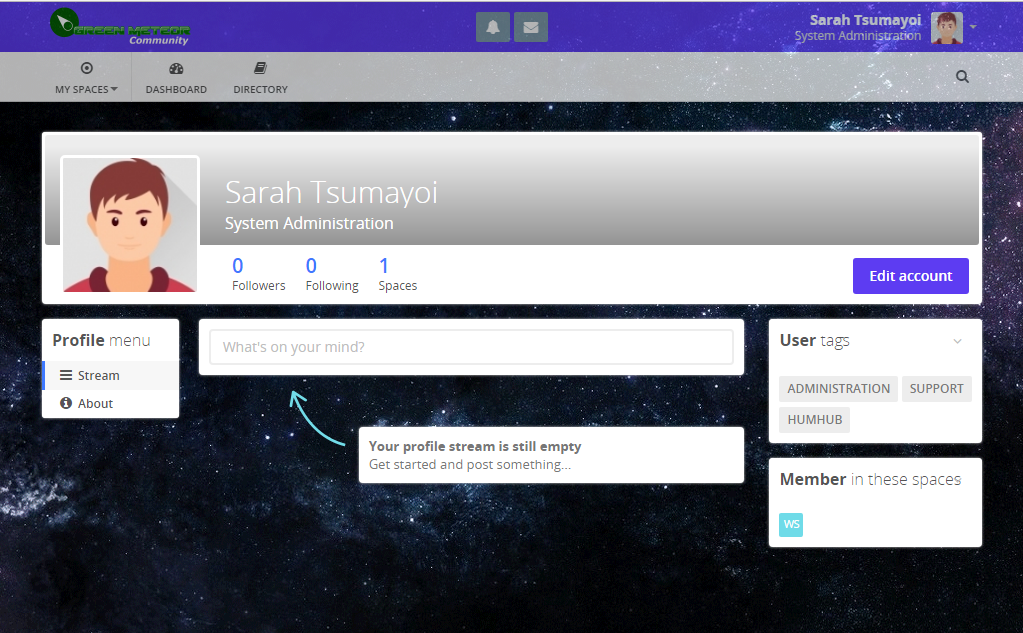 GREEN METEOR
Community
Sarah Tsumayoi
System Administration
MY SPACES
DASHBOARD
DIRECTORY
Sarah Tsumayoi
System Administration
0
Followers
0
Following
1
Spaces
Edit account
Profile menu
Stream
About
What's on your mind?
Your profile stream is still empty
Get started and post something...
User tags
ADMINISTRATION
SUPPORT
HUMHUB
Member in these spaces
WS